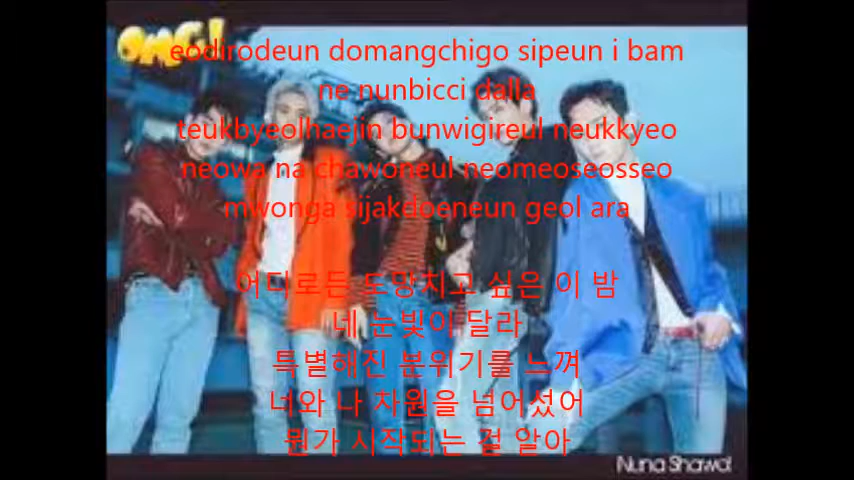 OMG!
eodirodeun domangchigo sipeun i bam
ne nunbicci dalla
teukbyeolhaejin bunwigireul neukkyeo
neowa na chawoneul neomeoseosseo
mwonga sijakdoeneun geol ara
어디로든 도망치고 싶은 이 밤
네 눈빛이 달라
특별해진 분위기를 느껴
너와 나 차원을 넘어섰어
뭔가 시작되는 걸 알아
Nuna Shawol